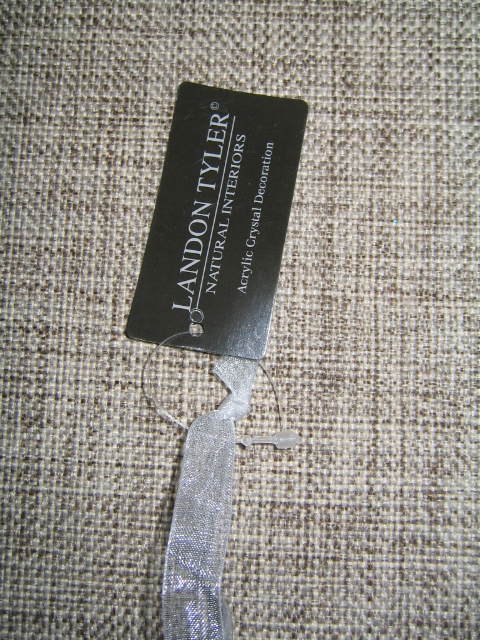 LANDON TYLER©
NATURAL INTERIORS
Acrylic Crystal Decoration